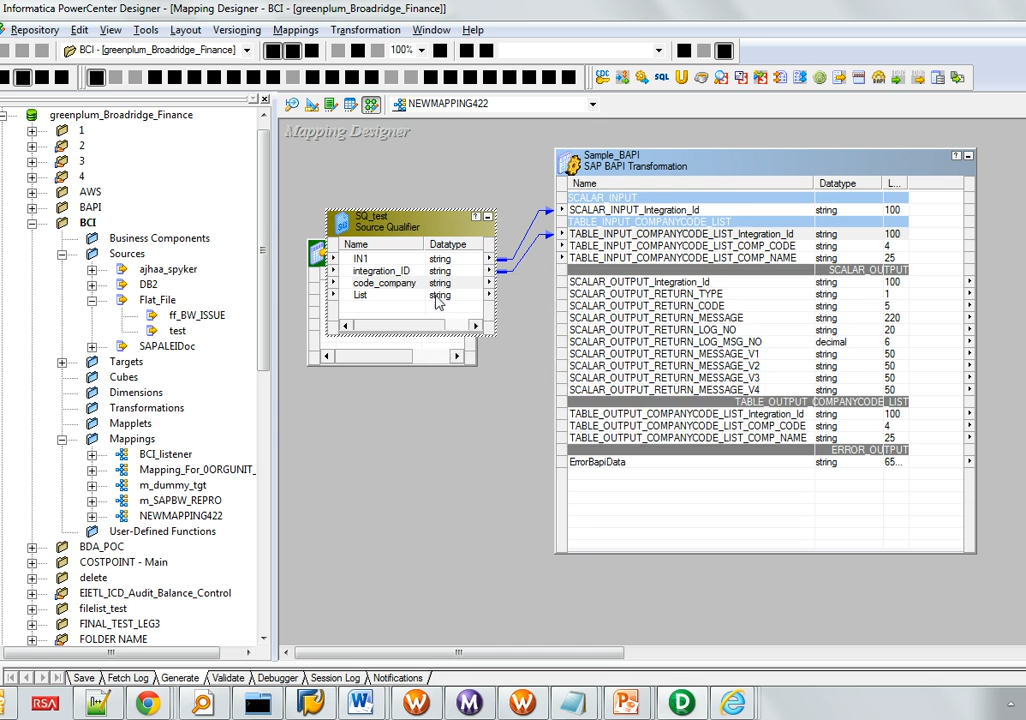 Informatica PowerCenter Designer - [Mapping Designer - BCI - [greenplum_Broadridge_Finance]]
Repository Edit View Tools Layout Versioning Mappings Transformation Window Help
BCI - [greenplum_Broadridge_Finance] 100%
SQL
NEWMAPPING422
greenplum_Broadridge_Finance
1
2
3
4
AWS
BAPI
BCI
Business Components
Sources
ajhaa_spyker
DB2
Flat_File
ff_BW_ISSUE
test
SAPALEIDoc
Targets
Cubes
Dimensions
Transformations
Mapplets
Mappings
BCI_listener
Mapping_For_0ORGUNIT_
m_dummy_tgt
m_SAPBW_REPRO
NEWMAPPING422
User-Defined Functions
BDA_POC
COSTPOINT - Main
delete
EIETL_ICD_Audit_Balance_Control
filelist_test
FINAL_TEST_LEG3
FOLDER NAME
Mapping Designer
SQ_test
Source Qualifier
Name Datatype
IN1 string
integration_ID string
code_company string
List string
Sample_BAPI
SAP BAPI Transformation
Name Datatype L...
SCALAR_INPUT
SCALAR_INPUT_Integration_Id string 100
TABLE_INPUT_COMPANYCODE_LIST
TABLE_INPUT_COMPANYCODE_LIST_Integration_Id string 100
TABLE_INPUT_COMPANYCODE_LIST_COMP_CODE string 4
TABLE_INPUT_COMPANYCODE_LIST_COMP_NAME string 25
SCALAR_OUTPUT
SCALAR_OUTPUT_Integration_Id string 100
SCALAR_OUTPUT_RETURN_TYPE string 1
SCALAR_OUTPUT_RETURN_CODE string 5
SCALAR_OUTPUT_RETURN_MESSAGE string 220
SCALAR_OUTPUT_RETURN_LOG_NO string 20
SCALAR_OUTPUT_RETURN_LOG_MSG_NO decimal 6
SCALAR_OUTPUT_RETURN_MESSAGE_V1 string 50
SCALAR_OUTPUT_RETURN_MESSAGE_V2 string 50
SCALAR_OUTPUT_RETURN_MESSAGE_V3 string 50
SCALAR_OUTPUT_RETURN_MESSAGE_V4 string 50
TABLE_OUTPUT_COMPANYCODE_LIST
TABLE_OUTPUT_COMPANYCODE_LIST_Integration_Id string 100
TABLE_OUTPUT_COMPANYCODE_LIST_COMP_CODE string 4
TABLE_OUTPUT_COMPANYCODE_LIST_COMP_NAME string 25
ERROR_OUTPUT
ErrorBapiData string 65...
Save Fetch Log Generate Validate Debugger Session Log Notifications
RSA